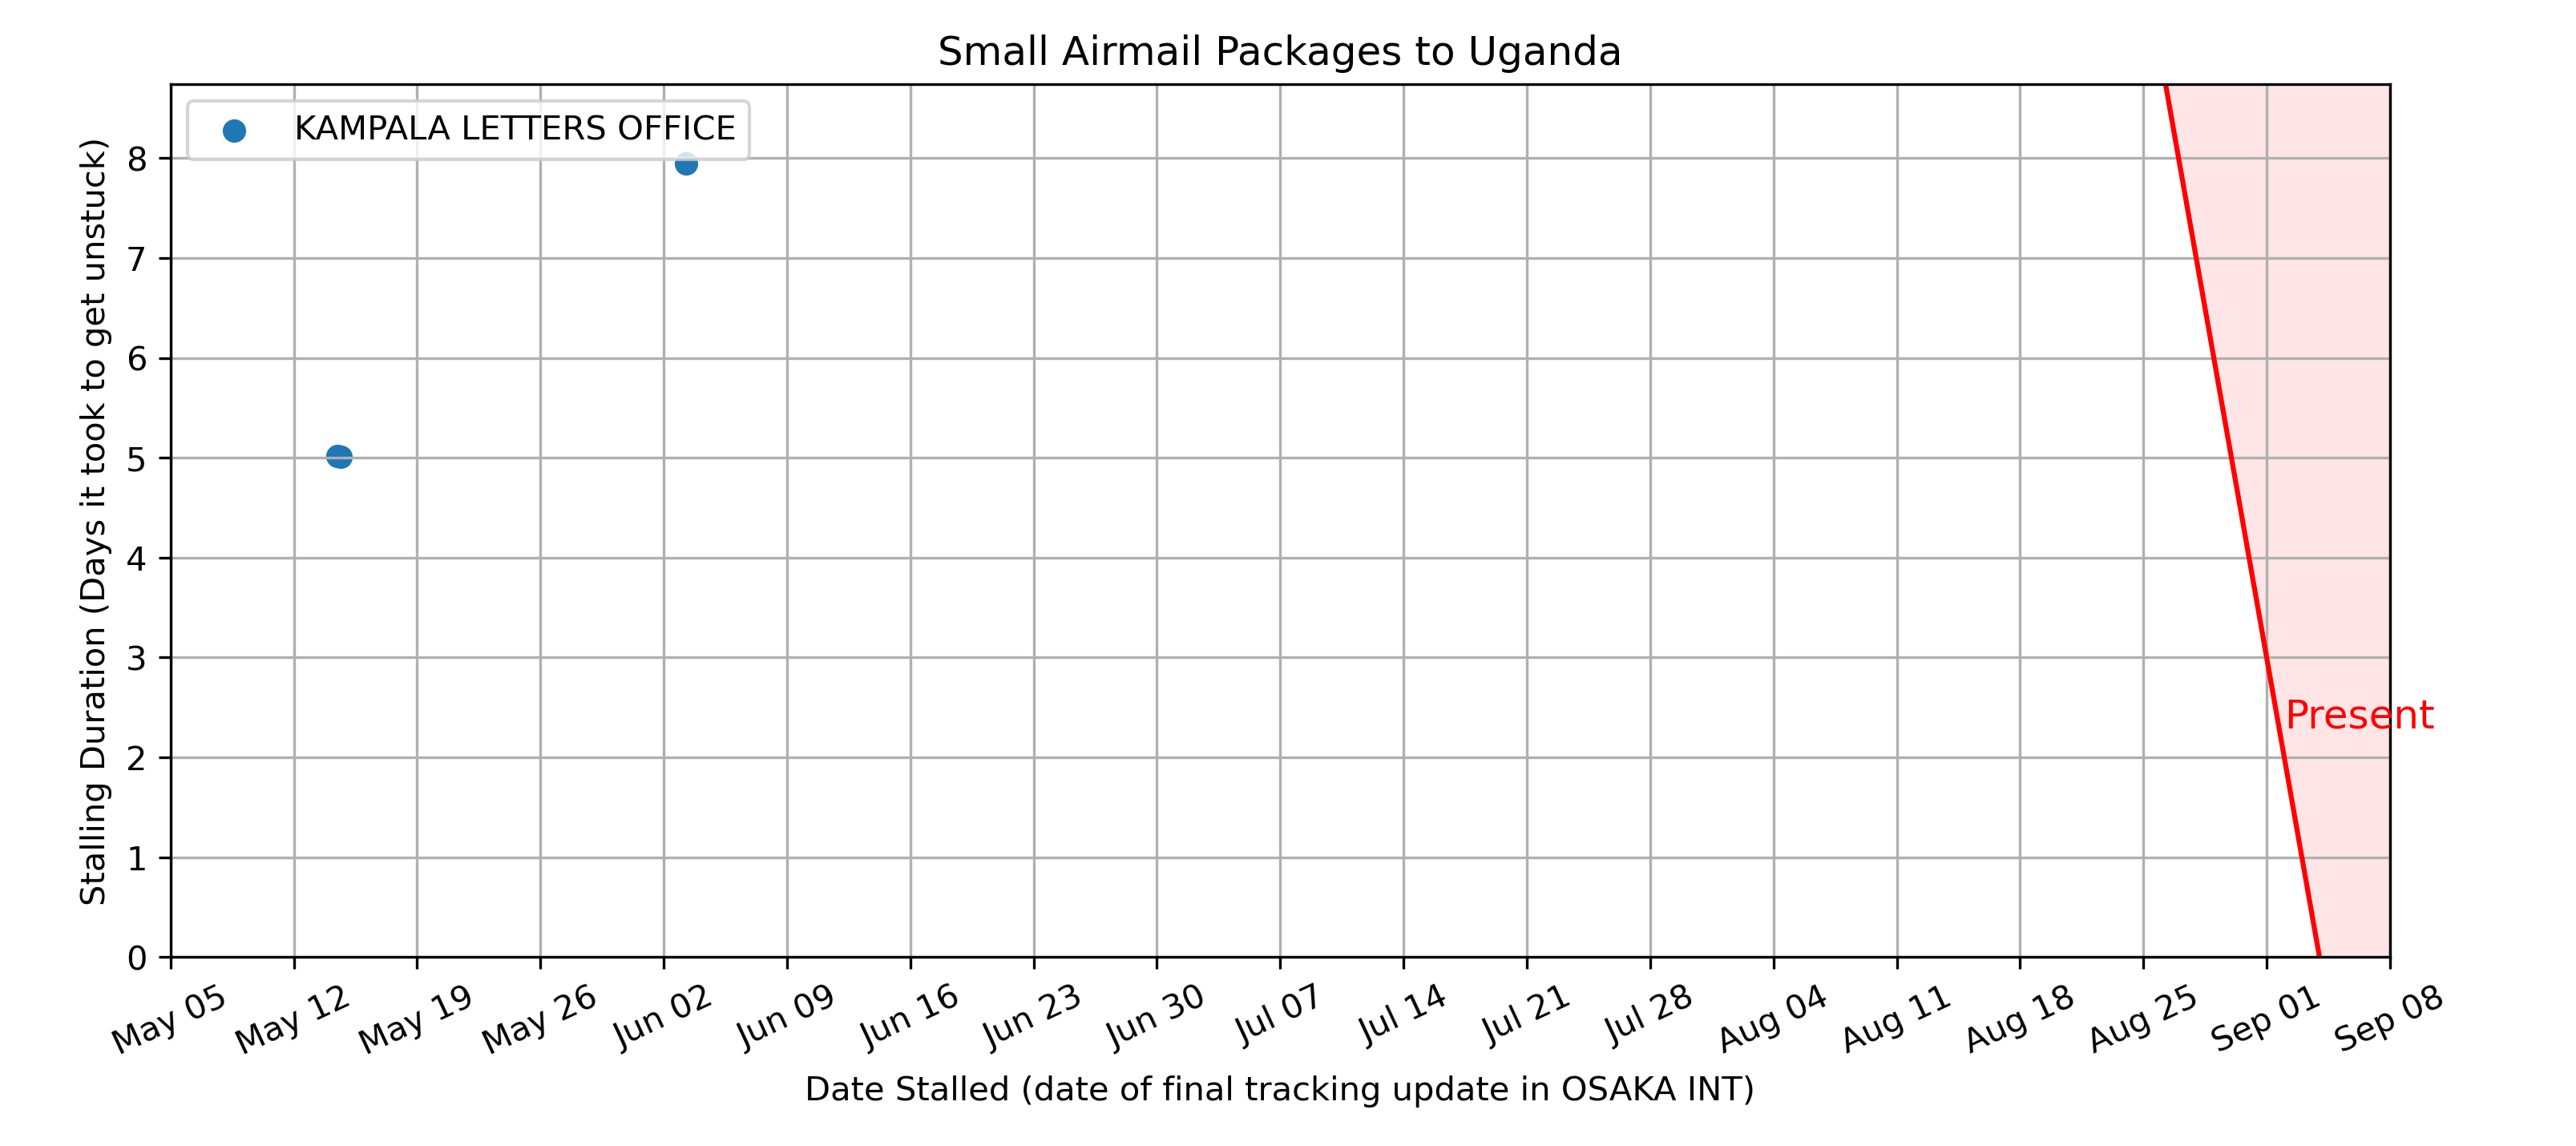 Small Airmail Packages to Uganda
KAMPALA LETTERS OFFICE
Stalling Duration (Days it took to get unstuck)
8
7
6
5
4
3
2
1
0
Present
May 05
May 12
May 19
May 26
Jun 02
Jun 09
Jun 16
Jun 23
Jun 30
Jul 07
Jul 14
Jul 21
Jul 28
Aug 04
Aug 11
Aug 18
Aug 25
Sep 01
Sep 08
Date Stalled (date of final tracking update in OSAKA INT)